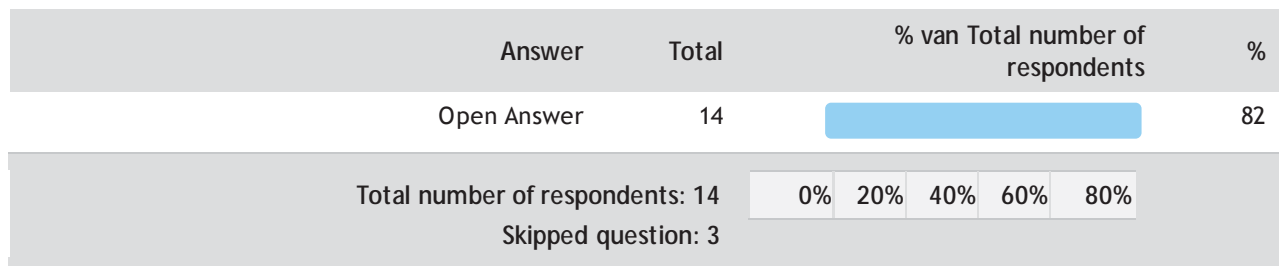 Answer Total % van Total number of respondents %
Open Answer 14 82
Total number of respondents: 14 0% 20% 40% 60% 80%
Skipped question: 3